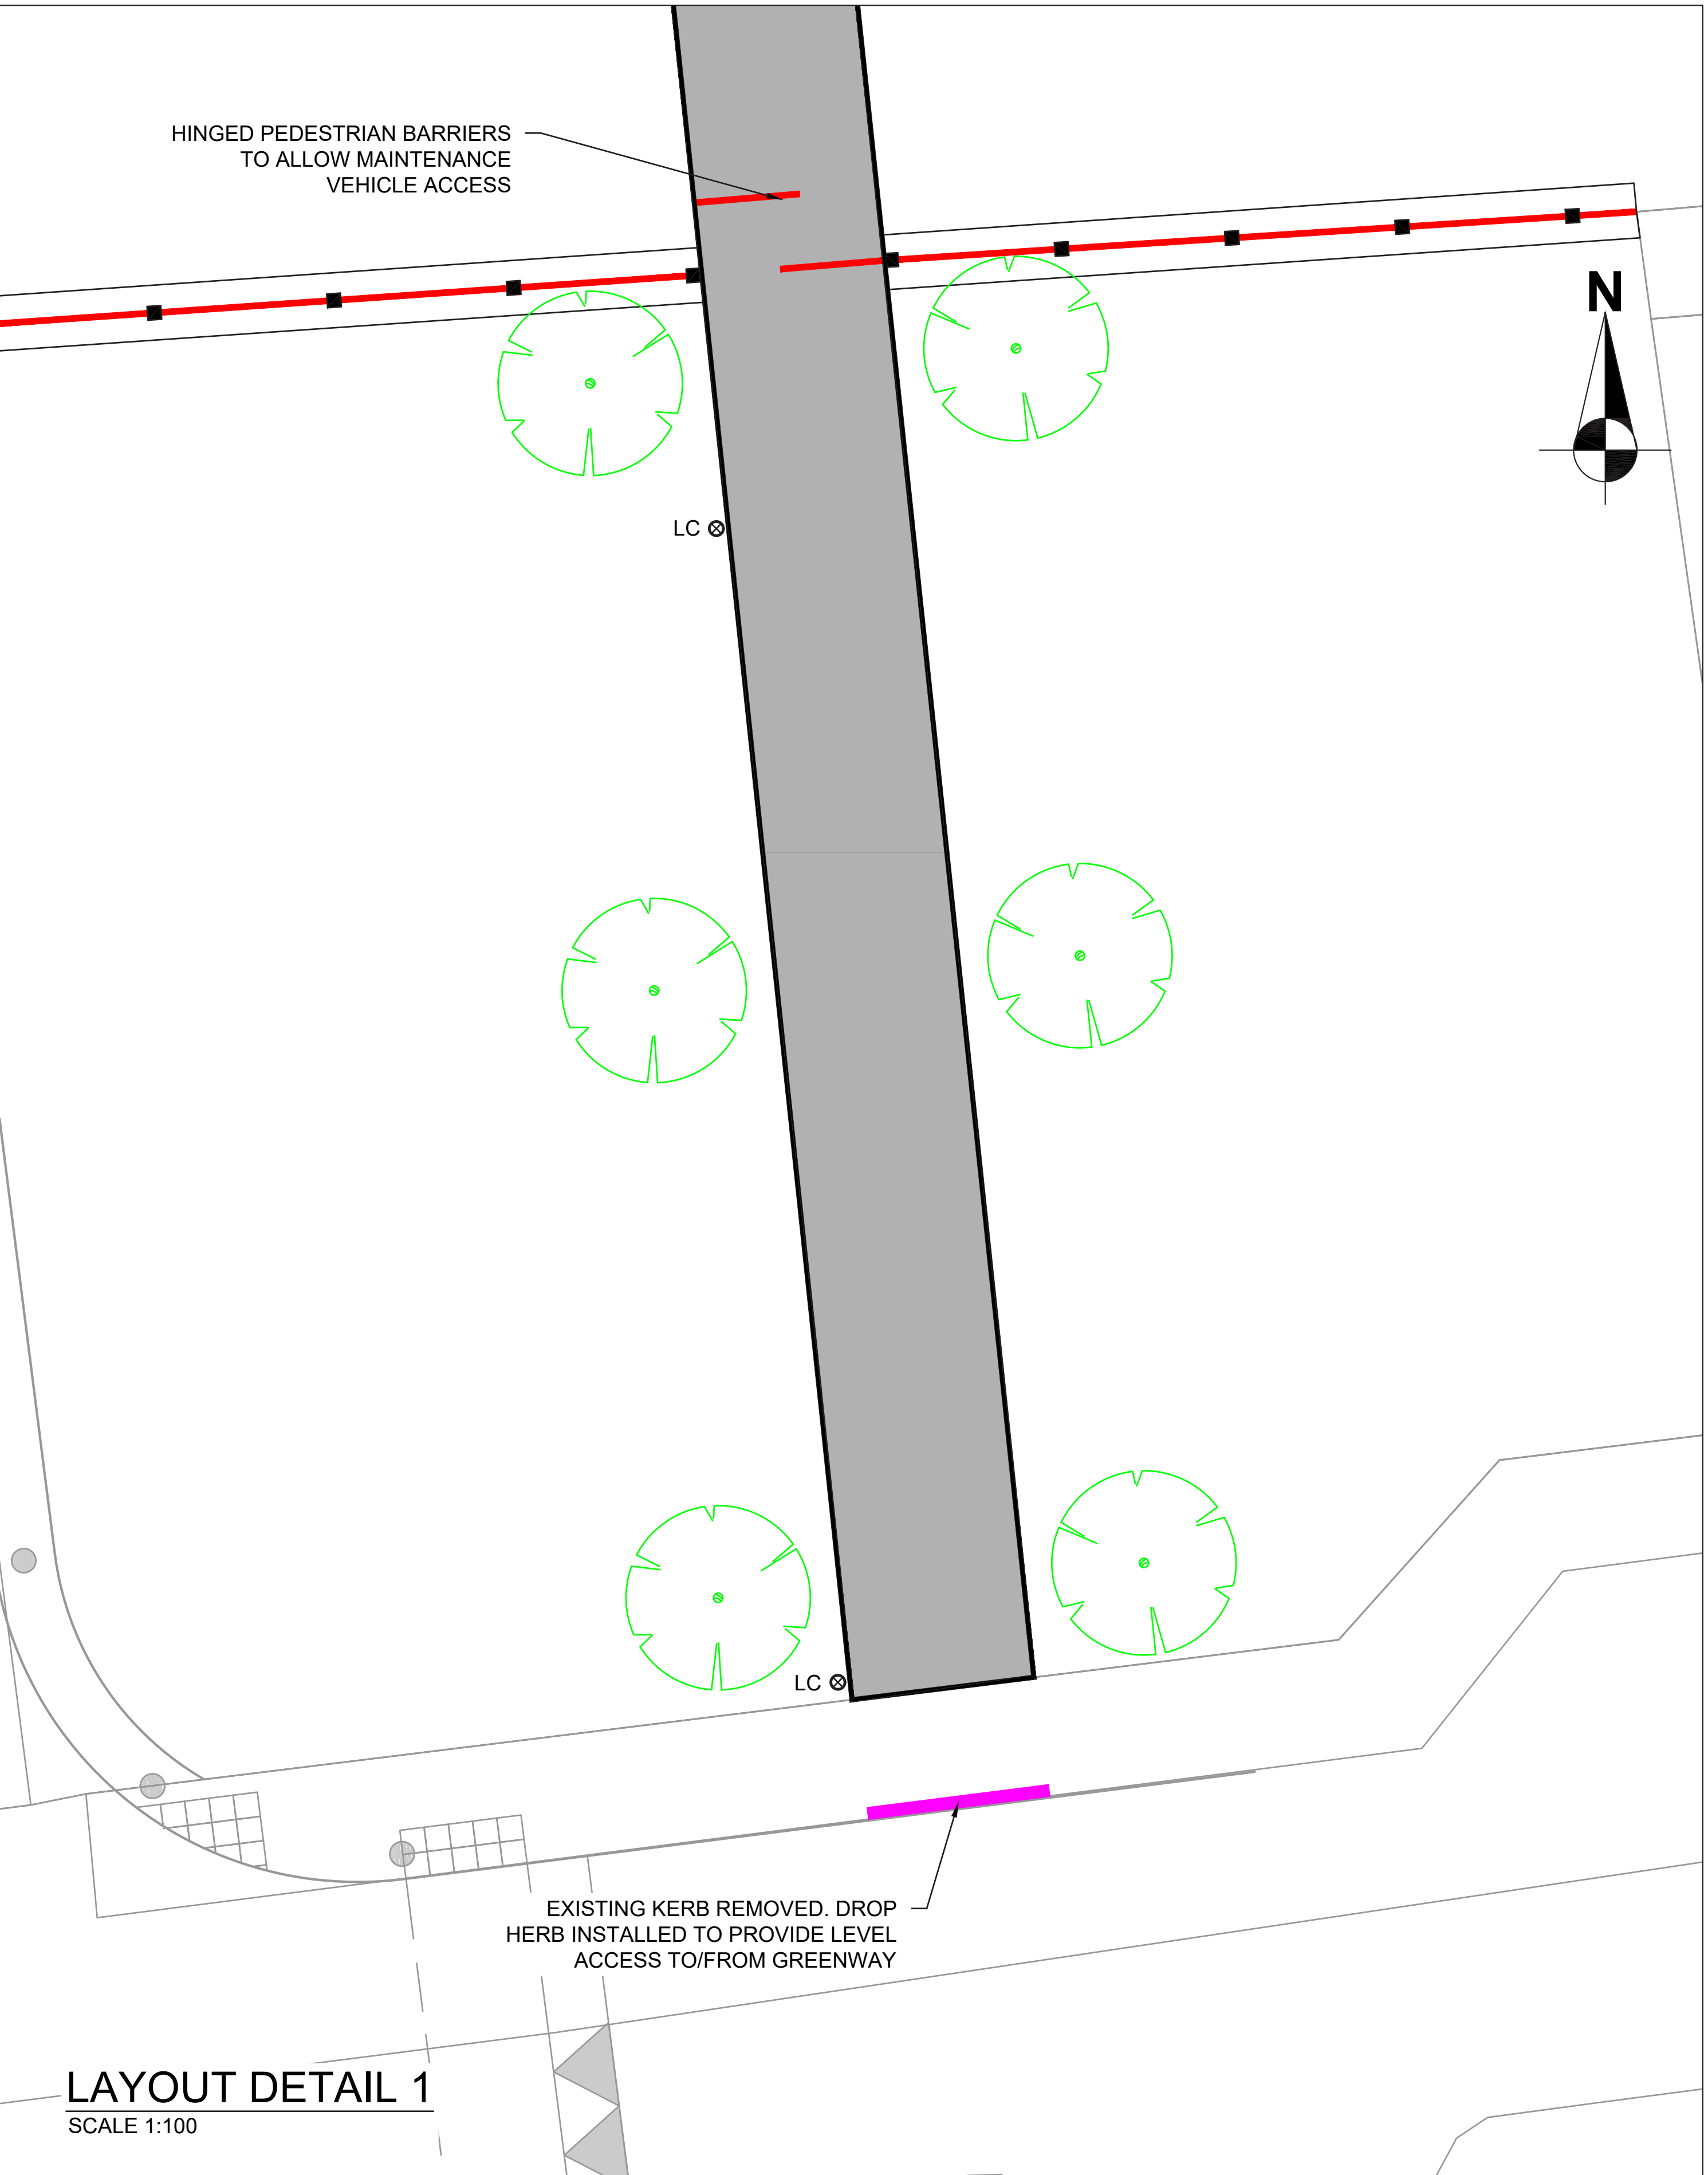 HINGED PEDESTRIAN BARRIERS
TO ALLOW MAINTENANCE
VEHICLE ACCESS
N
LC
LC
EXISTING KERB REMOVED. DROP
HERB INSTALLED TO PROVIDE LEVEL
ACCESS TO/FROM GREENWAY
LAYOUT DETAIL 1
SCALE 1:100